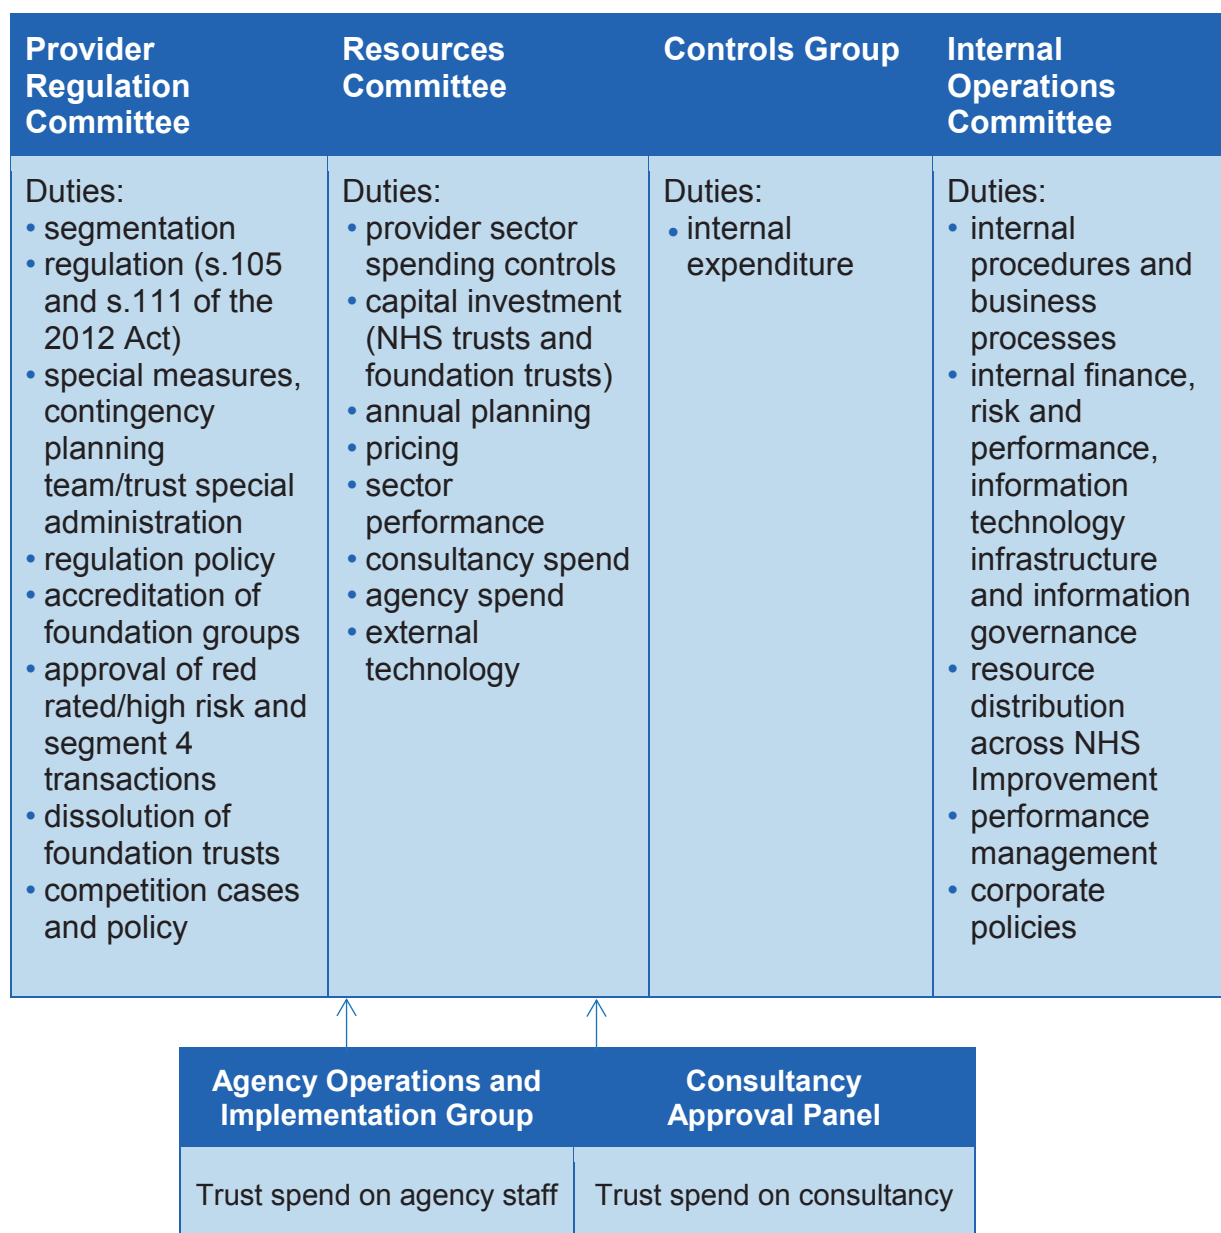 Provider
Regulation
Committee
Resources
Committee
Controls Group
Internal
Operations
Committee
Duties:
• segmentation
• regulation (s.105
and s.111 of the
2012 Act)
• special measures,
contingency
planning
team/trust special
administration
• regulation policy
• accreditation of
foundation groups
• approval of red
rated/high risk and
segment 4
transactions
• dissolution of
foundation trusts
• competition cases
and policy
Duties:
• provider sector
spending controls
• capital investment
(NHS trusts and
foundation trusts)
• annual planning
• pricing
• sector
performance
• consultancy spend
• agency spend
• external
technology
Duties:
• internal
expenditure
Duties:
• internal
procedures and
business
processes
• internal finance,
risk and
performance,
information
technology
infrastructure
and information
governance
• resource
distribution
across NHS
Improvement
• performance
management
• corporate
policies
Agency Operations and
Implementation Group
Consultancy
Approval Panel
Trust spend on agency staff
Trust spend on consultancy